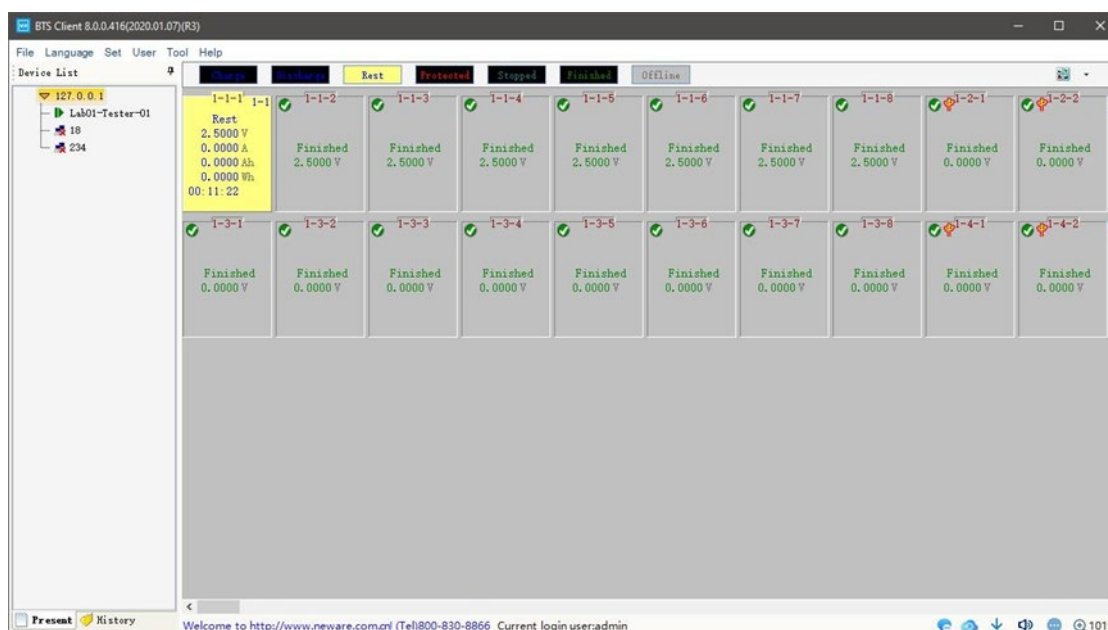 BTS Client 8.0.0.416(2020.01.07)(R3)
File Language Set User Tool Help
Device List
Charge Discharge Rest Protected Stopped Finished Offline
127.0.0.1
Lab01-Tester-01
18
234
1-1-1 1-1
Rest
2.5000 V
0.0000 A
0.0000 Ah
0.0000 Wh
00:11:22
1-1-2
Finished
2.5000 V
1-1-3
Finished
2.5000 V
1-1-4
Finished
2.5000 V
1-1-5
Finished
2.5000 V
1-1-6
Finished
2.5000 V
1-1-7
Finished
2.5000 V
1-1-8
Finished
2.5000 V
1-2-1
Finished
0.0000 V
1-2-2
Finished
0.0000 V
1-3-1
Finished
0.0000 V
1-3-2
Finished
0.0000 V
1-3-3
Finished
0.0000 V
1-3-4
Finished
0.0000 V
1-3-5
Finished
0.0000 V
1-3-6
Finished
0.0000 V
1-3-7
Finished
0.0000 V
1-3-8
Finished
0.0000 V
1-4-1
Finished
0.0000 V
1-4-2
Finished
0.0000 V
Present History
Welcome to http://www.neware.com.cn! (Tel)800-830-8866 Current login user:admin
101